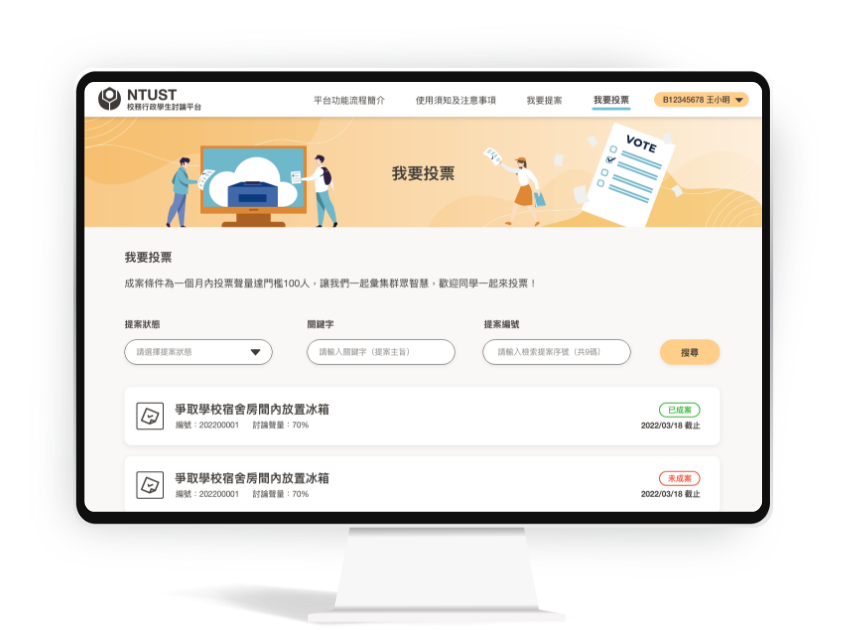 NTUST
校務行政學生討論平台
平台功能流程簡介 使用須知及注意事項 我要提案 我要投票 B12345678 王小明
我要投票
VOTE
我要投票
成案條件為一個月內投票聲量達門檻100人，讓我們一起彙集群眾智慧，歡迎同學一起來投票！
提案狀態 關鍵字 提案編號
請選擇提案狀態 請輸入關鍵字（提案主旨） 請輸入檢索提案序號（共9碼） 搜尋
爭取學校宿舍房間內放置冰箱 已成案
編號：202200001 討論聲量：70% 2022/03/18 截止
爭取學校宿舍房間內放置冰箱 未成案
編號：202200001 討論聲量：70% 2022/03/18 截止